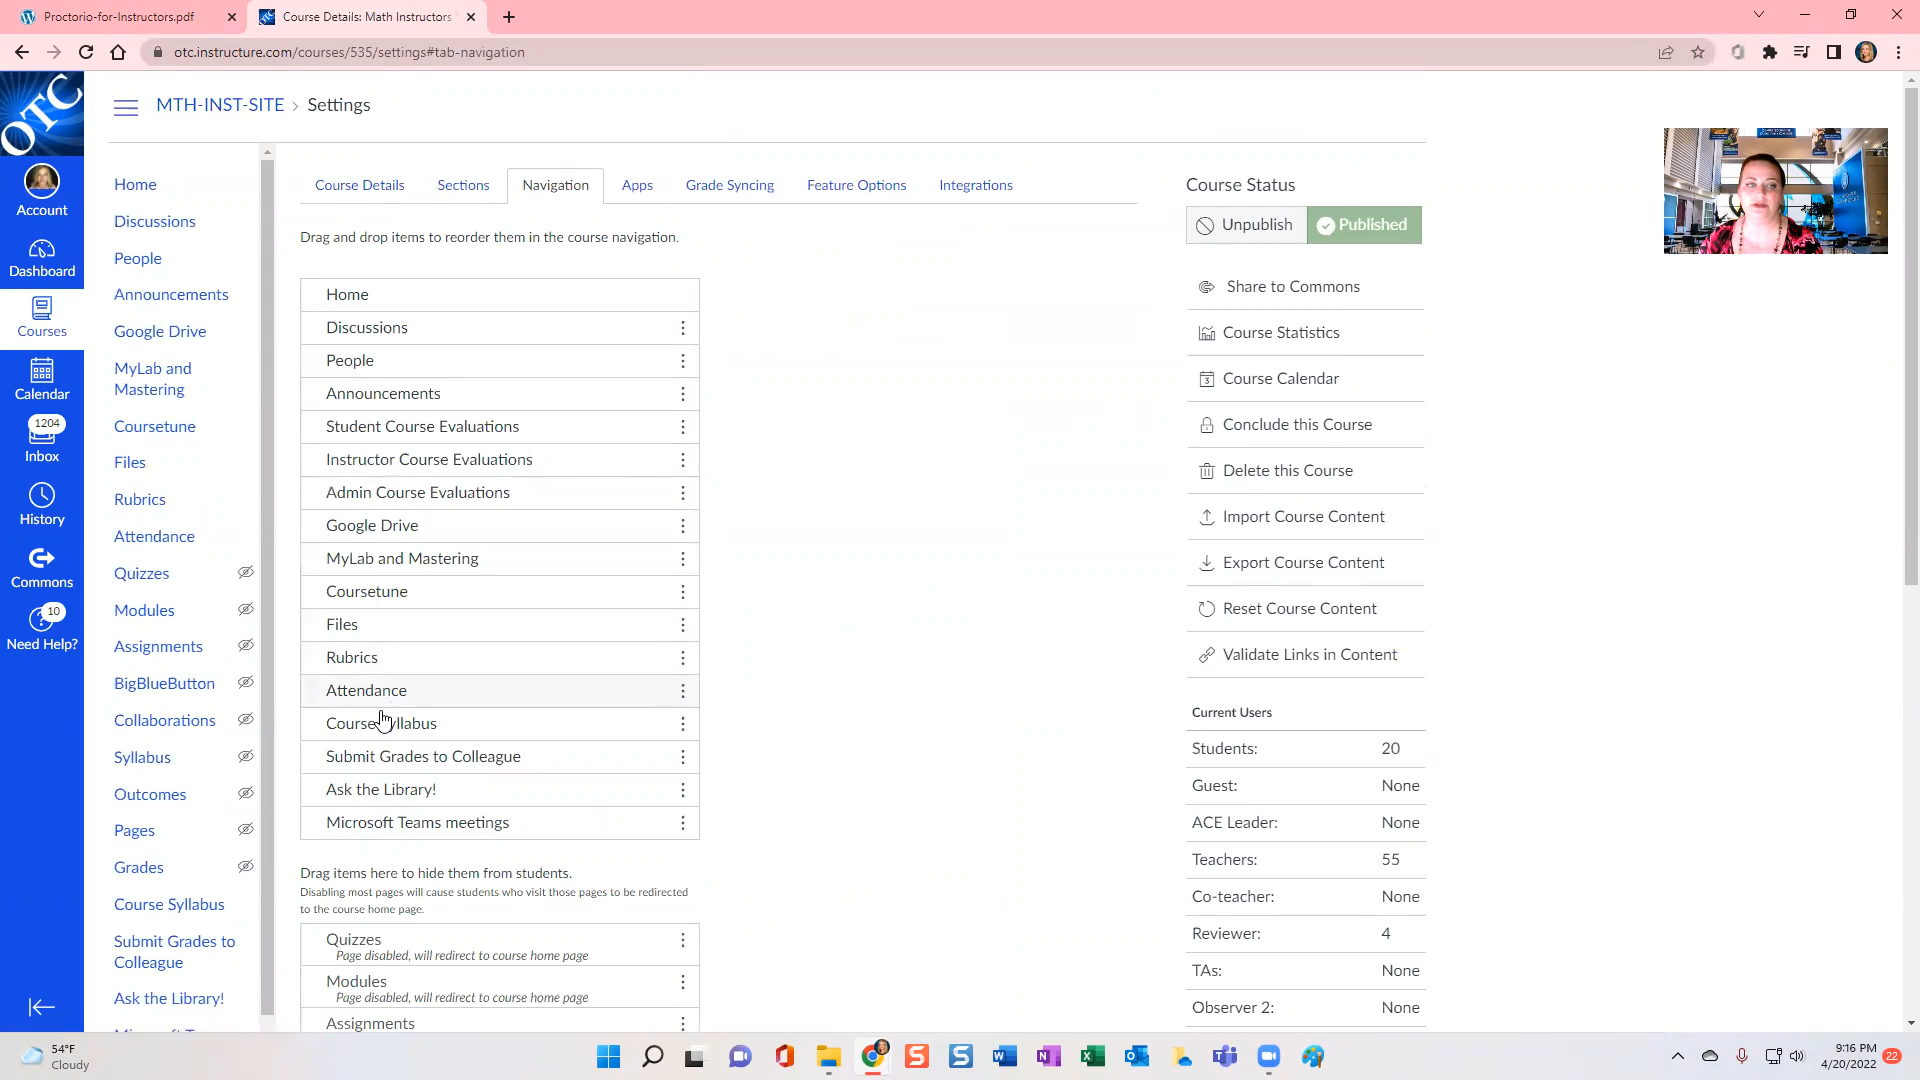 Proctorio-for-Instructors.pdf
Course Details: Math Instructors
otc.instructure.com/courses/535/settings#tab-navigation
OTC
MTH-INST-SITE > Settings
Account
Dashboard
Courses
Calendar
1204
Inbox
History
Commons
10
Need Help?
Home
Discussions
People
Announcements
Google Drive
MyLab and
Mastering
Coursetune
Files
Rubrics
Attendance
Quizzes
Modules
Assignments
BigBlueButton
Collaborations
Syllabus
Outcomes
Pages
Grades
Course Syllabus
Submit Grades to
Colleague
Ask the Library!
Course Details
Sections
Navigation
Apps
Grade Syncing
Feature Options
Integrations
Drag and drop items to reorder them in the course navigation.
Home
Discussions
People
Announcements
Student Course Evaluations
Instructor Course Evaluations
Admin Course Evaluations
Google Drive
MyLab and Mastering
Coursetune
Files
Rubrics
Attendance
Course Syllabus
Submit Grades to Colleague
Ask the Library!
Microsoft Teams meetings
Drag items here to hide them from students.
Disabling most pages will cause students who visit those pages to be redirected
to the course home page.
Quizzes
Page disabled, will redirect to course home page
Modules
Page disabled, will redirect to course home page
Assignments
Course Status
Unpublish
Published
Share to Commons
Course Statistics
Course Calendar
Conclude this Course
Delete this Course
Import Course Content
Export Course Content
Reset Course Content
Validate Links in Content
Current Users
Students: 20
Guest: None
ACE Leader: None
Teachers: 55
Co-teacher: None
Reviewer: 4
TAs: None
Observer 2: None
54°F
Cloudy
9:16 PM
4/20/2022
22